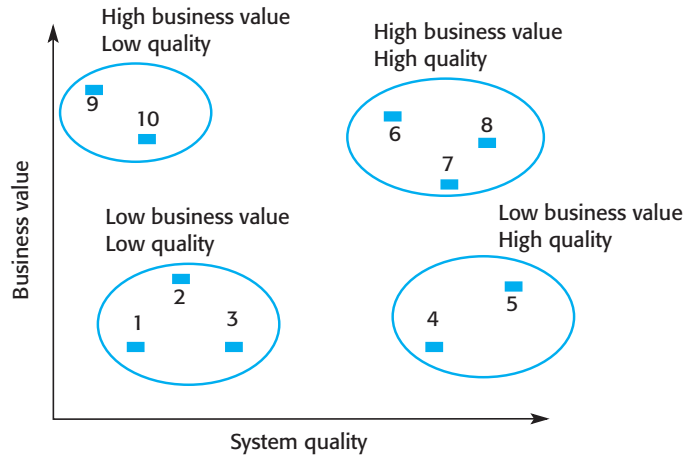 High business value
Low quality
9
10
High business value
High quality
6
8
7
Business value
Low business value
Low quality
2
1
3
Low business value
High quality
5
4
System quality